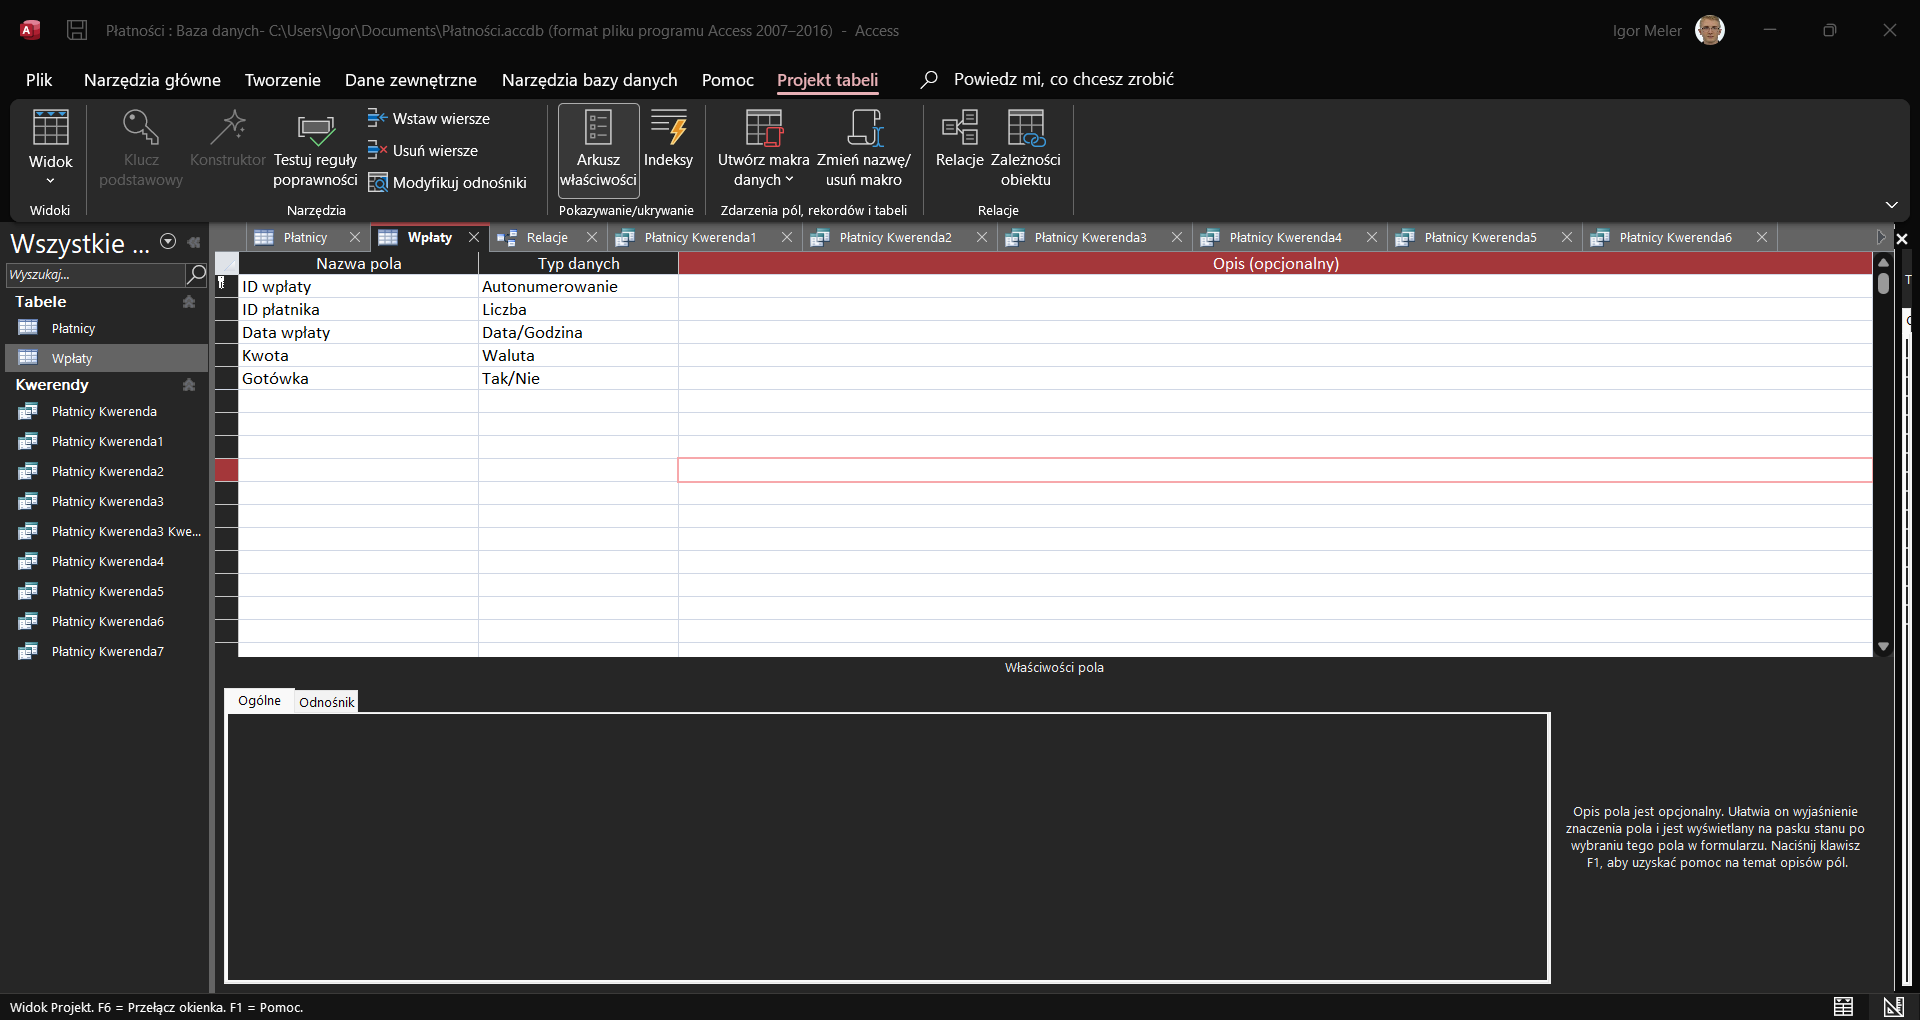 Płatności : Baza danych- C:\Users\Igor\Documents\Płatności.accdb (format pliku programu Access 2007–2016) - Access
Igor Meler
Plik Narzędzia główne Tworzenie Dane zewnętrzne Narzędzia bazy danych Pomoc Projekt tabeli Powiedz mi, co chcesz zrobić
Widok
Klucz podstawowy
Konstruktor
Testuj reguły poprawności
Wstaw wiersze
Usuń wiersze
Modyfikuj odnośniki
Arkusz właściwości
Indeksy
Utwórz makra danych
Zmień nazwę/ usuń makro
Relacje
Zależności obiektu
Widoki
Narzędzia
Pokazywanie/ukrywanie
Zdarzenia pól, rekordów i tabeli
Relacje
Wszystkie ...
Wyszukaj...
Tabele
Płatnicy
Wpłaty
Kwerendy
Płatnicy Kwerenda
Płatnicy Kwerenda1
Płatnicy Kwerenda2
Płatnicy Kwerenda3
Płatnicy Kwerenda3 Kwe...
Płatnicy Kwerenda4
Płatnicy Kwerenda5
Płatnicy Kwerenda6
Płatnicy Kwerenda7
Płatnicy Wpłaty Relacje Płatnicy Kwerenda1 Płatnicy Kwerenda2 Płatnicy Kwerenda3 Płatnicy Kwerenda4 Płatnicy Kwerenda5 Płatnicy Kwerenda6
Nazwa pola Typ danych Opis (opcjonalny)
ID wpłaty Autonumerowanie
ID płatnika Liczba
Data wpłaty Data/Godzina
Kwota Waluta
Gotówka Tak/Nie
Właściwości pola
Ogólne Odnośnik
Opis pola jest opcjonalny. Ułatwia on wyjaśnienie
znaczenia pola i jest wyświetlany na pasku stanu po
wybraniu tego pola w formularzu. Naciśnij klawisz
F1, aby uzyskać pomoc na temat opisów pól.
Widok Projekt. F6 = Przełącz okienka. F1 = Pomoc.